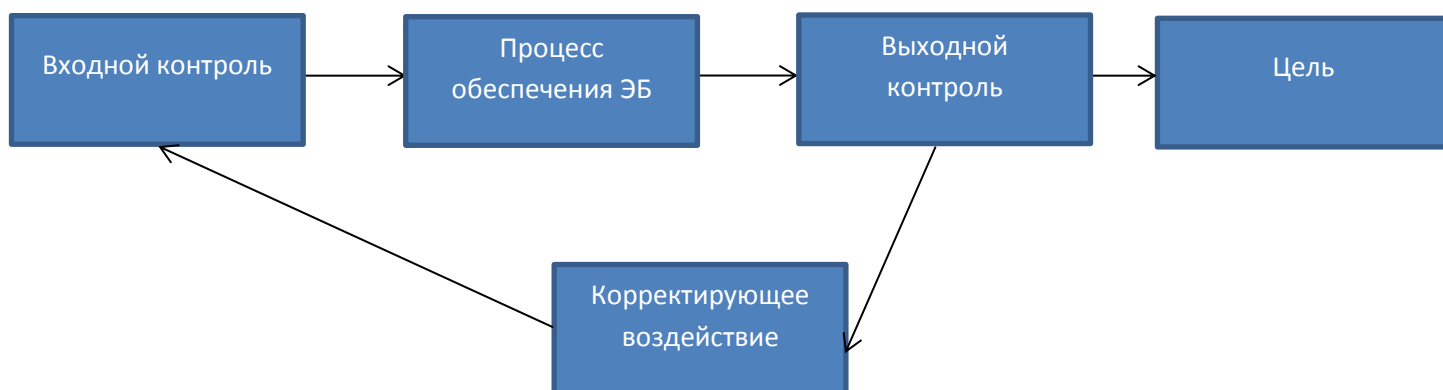 Входной контроль
Процесс
обеспечения ЭБ
Выходной
контроль
Цель
Корректирующее
воздействие